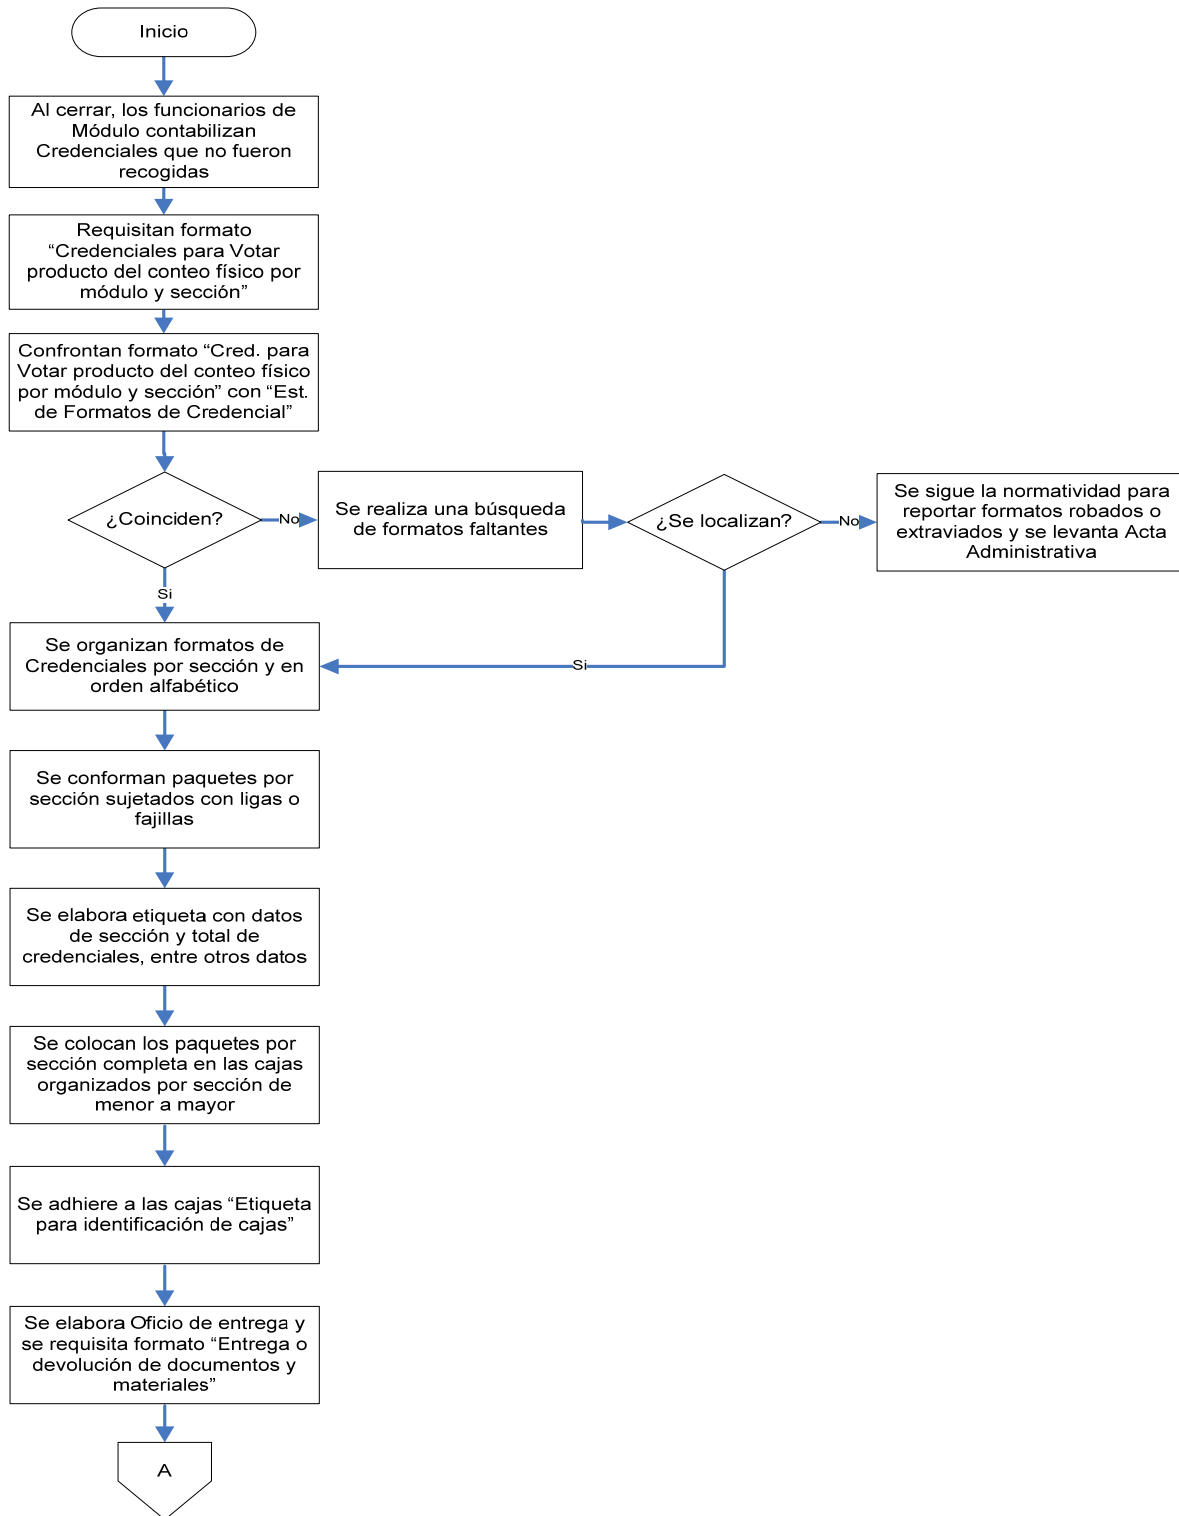 Inicio
Al cerrar, los funcionarios de
Módulo contabilizan
Credenciales que no fueron
recogidas
Requisitan formato
“Credenciales para Votar
producto del conteo físico por
módulo y sección”
Confrontan formato “Cred. para
Votar producto del conteo físico
por módulo y sección” con “Est.
de Formatos de Credencial”
¿Coinciden?
No
Se realiza una búsqueda
de formatos faltantes
¿Se localizan?
No
Se sigue la normatividad para
reportar formatos robados o
extraviados y se levanta Acta
Administrativa
Si
Se organizan formatos de
Credenciales por sección y en
orden alfabético
Si
Se conforman paquetes por
sección sujetados con ligas o
fajillas
Se elabora etiqueta con datos
de sección y total de
credenciales, entre otros datos
Se colocan los paquetes por
sección completa en las cajas
organizados por sección de
menor a mayor
Se adhiere a las cajas “Etiqueta
para identificación de cajas”
Se elabora Oficio de entrega y
se requisita formato “Entrega o
devolución de documentos y
materiales”
A